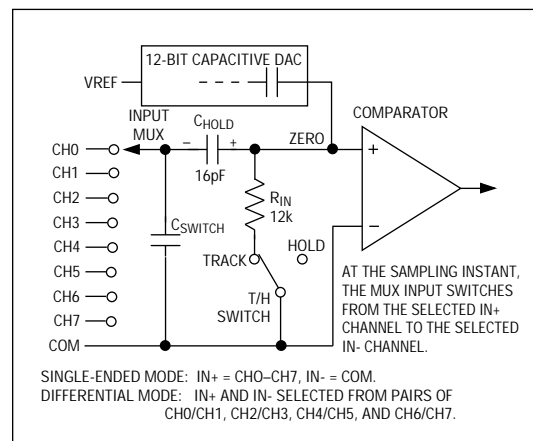 12-BIT CAPACITIVE DAC
VREF
INPUT
MUX
CHOLD
16pF
ZERO
COMPARATOR
CH0
CH1
CH2
CH3
CH4
CH5
CH6
CH7
COM
CSWITCH
RIN
12k
TRACK
HOLD
T/H
SWITCH
AT THE SAMPLING INSTANT,
THE MUX INPUT SWITCHES
FROM THE SELECTED IN+
CHANNEL TO THE SELECTED
IN- CHANNEL.
SINGLE-ENDED MODE: IN+ = CHO–CH7, IN- = COM.
DIFFERENTIAL MODE: IN+ AND IN- SELECTED FROM PAIRS OF
CH0/CH1, CH2/CH3, CH4/CH5, AND CH6/CH7.